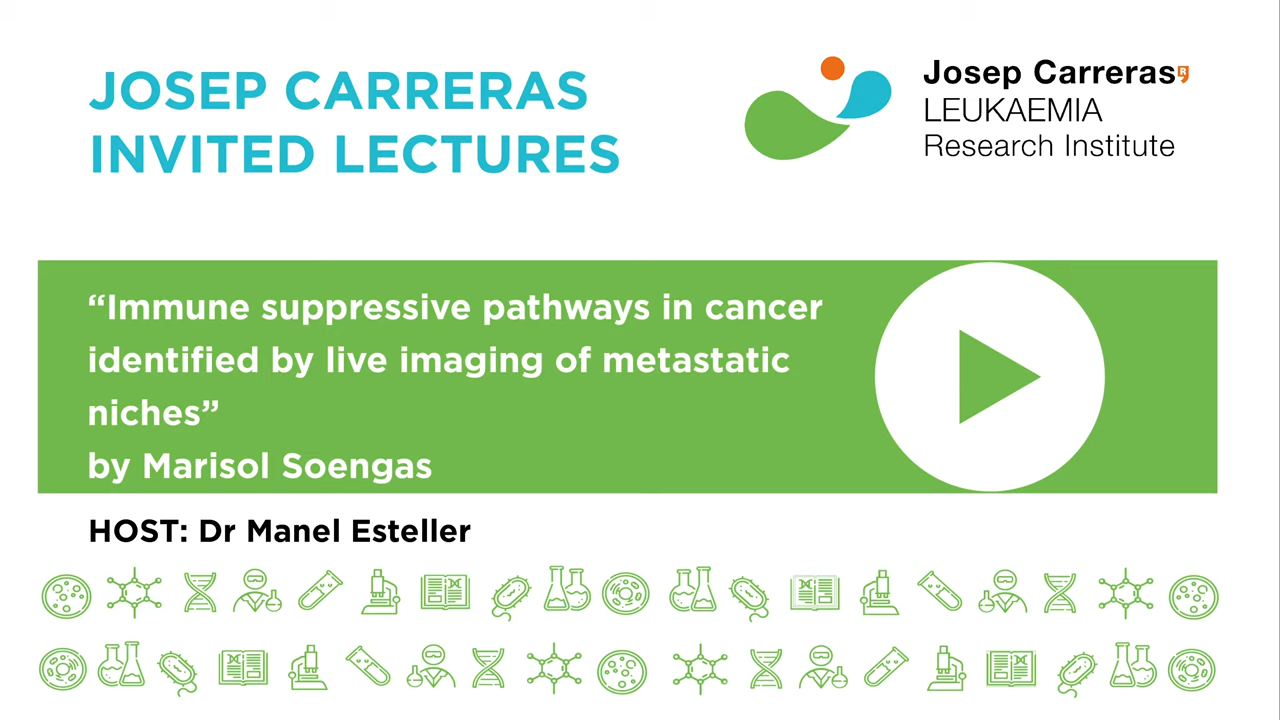 JOSEP CARRERAS
INVITED LECTURES
Josep Carreras
LEUKAEMIA
Research Institute
“Immune suppressive pathways in cancer
identified by live imaging of metastatic
niches”
by Marisol Soengas
HOST: Dr Manel Esteller